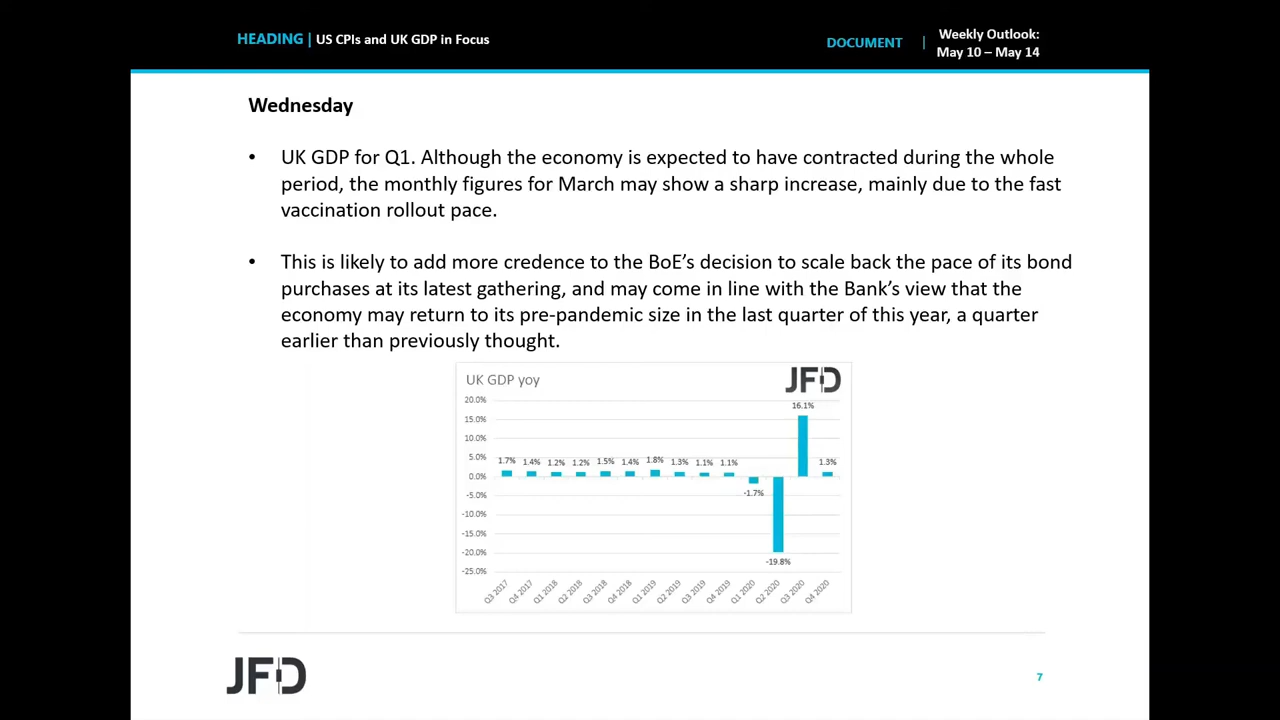 HEADING | US CPIs and UK GDP in Focus
DOCUMENT | Weekly Outlook:
May 10 – May 14
Wednesday
• UK GDP for Q1. Although the economy is expected to have contracted during the whole
period, the monthly figures for March may show a sharp increase, mainly due to the fast
vaccination rollout pace.
• This is likely to add more credence to the BoE’s decision to scale back the pace of its bond
purchases at its latest gathering, and may come in line with the Bank’s view that the
economy may return to its pre-pandemic size in the last quarter of this year, a quarter
earlier than previously thought.
UK GDP yoy
JFD
20.0%
15.0%
10.0%
5.0%
0.0%
-5.0%
-10.0%
-15.0%
-20.0%
-25.0%
1.7% 1.4% 1.2% 1.2% 1.5% 1.4% 1.8% 1.3% 1.1% 1.1% -1.7% -19.8% 16.1% 1.3%
Q3 2017 Q4 2017 Q1 2018 Q2 2018 Q3 2018 Q4 2018 Q1 2019 Q2 2019 Q3 2019 Q4 2019 Q1 2020 Q2 2020 Q3 2020 Q4 2020
JFD
7